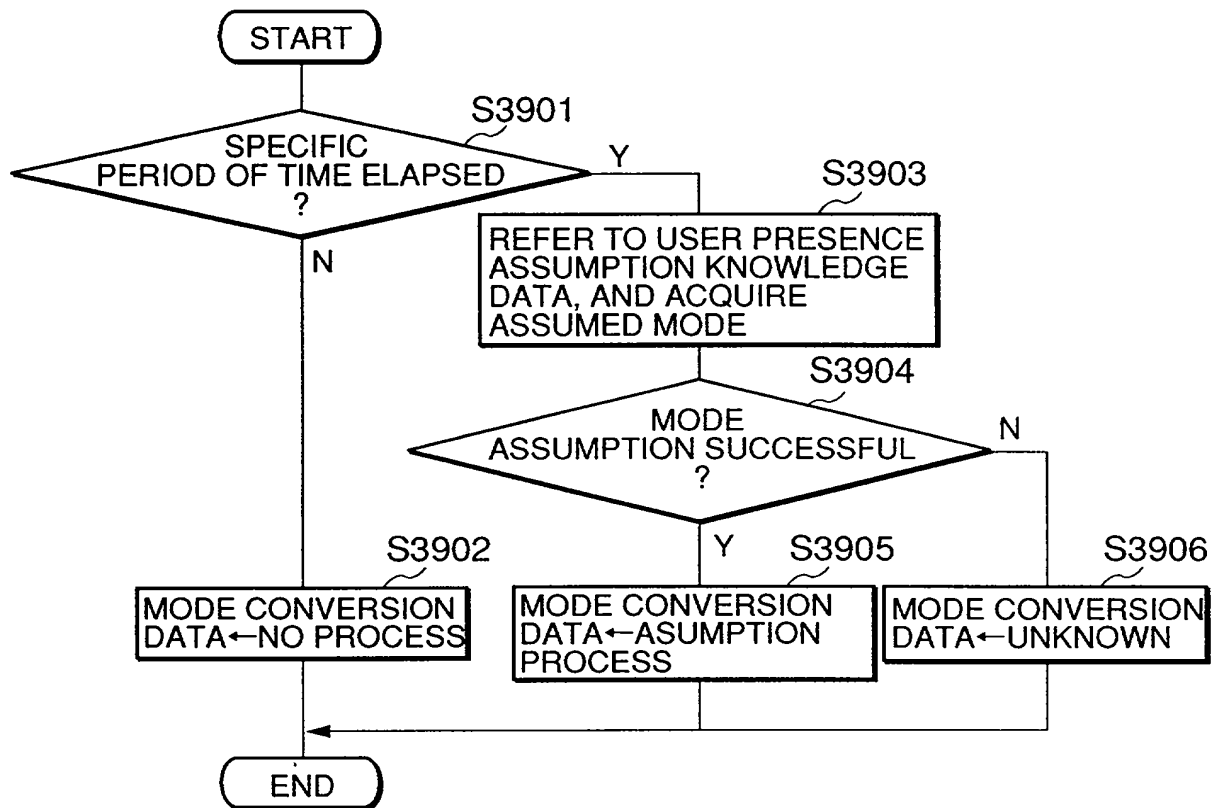 START
S3901
SPECIFIC
PERIOD OF TIME ELAPSED
?
Y
N
S3903
REFER TO USER PRESENCE
ASSUMPTION KNOWLEDGE
DATA, AND ACQUIRE
ASSUMED MODE
S3904
MODE
ASSUMPTION SUCCESSFUL
?
N
Y
S3902
MODE CONVERSION
DATA←NO PROCESS
S3905
MODE CONVERSION
DATA←ASUMPTION
PROCESS
S3906
MODE CONVERSION
DATA←UNKNOWN
END